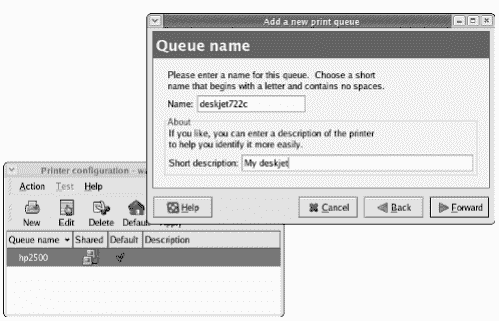 Add a new print queue
Queue name
Please enter a name for this queue. Choose a short
name that begins with a letter and contains no spaces.
Name: deskjet722c
About
If you like, you can enter a description of the printer
to help you identify it more easily.
Short description: My deskjet
Help Cancel Back Forward
Printer configuration - 
Action Test Help
New Edit Delete Default
Queue name Shared Default Description
hp2500